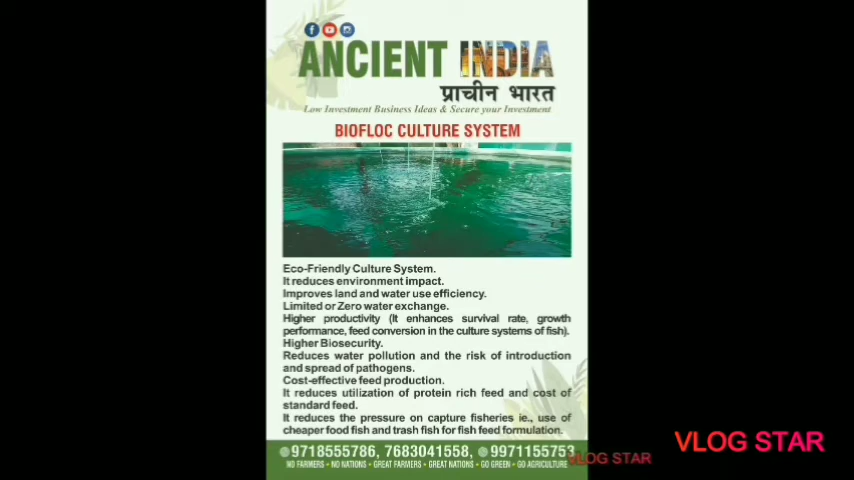 ANCIENT INDIA
प्राचीन भारत
Low Investment Business Ideas & Secure your Investment
BIOFLOC CULTURE SYSTEM
Eco-Friendly Culture System.
It reduces environment impact.
Improves land and water use efficiency.
Limited or Zero water exchange.
Higher productivity (It enhances survival rate, growth
performance, feed conversion in the culture systems of fish).
Higher Biosecurity.
Reduces water pollution and the risk of introduction
and spread of pathogens.
Cost-effective feed production.
It reduces utilization of protein rich feed and cost of
standard feed.
It reduces the pressure on capture fisheries ie., use of
cheaper food fish and trash fish for fish feed formulation.
9718555786, 7683041558, 9971155753
NO FARMERS • NO NATIONS • GREAT FARMERS • GREAT NATIONS • GO GREEN • GO AGRICULTURE
VLOG STAR
VLOG STAR